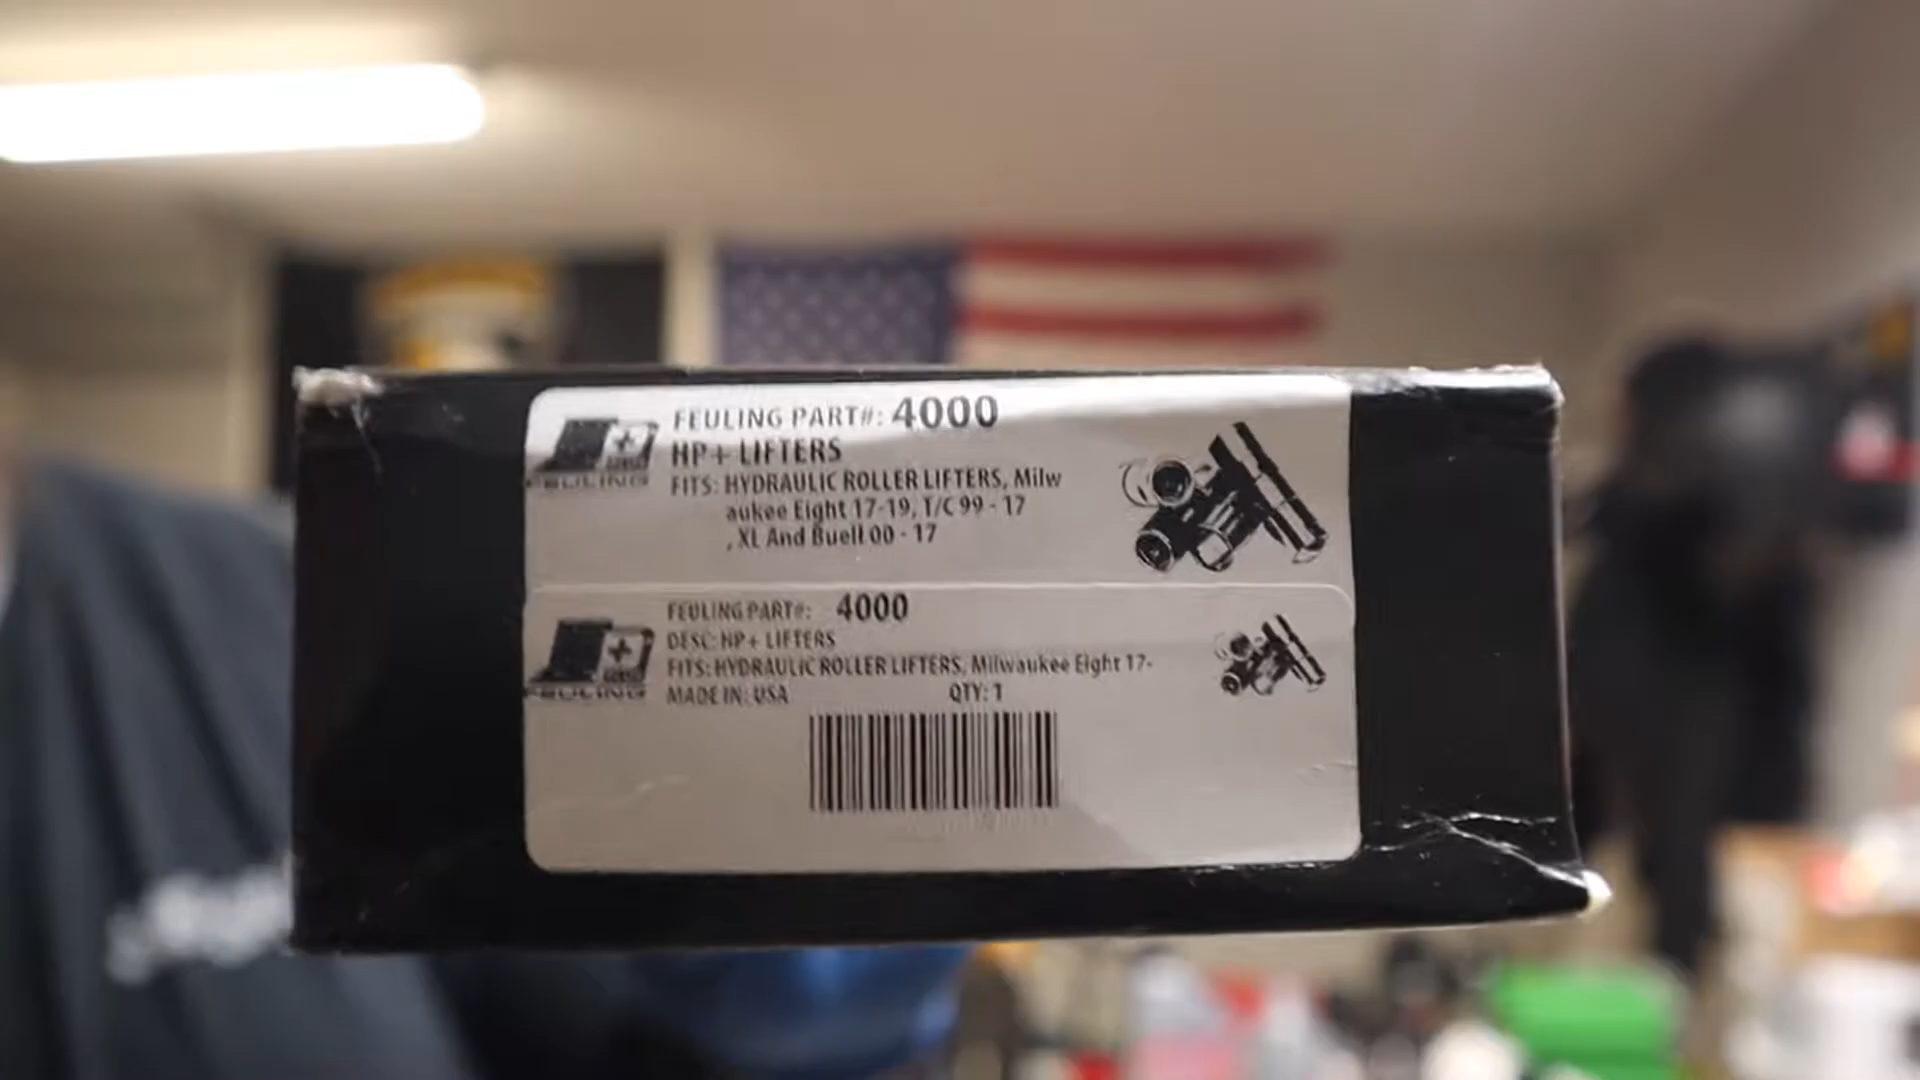 FEULING PART#: 4000
HP+ LIFTERS
FITS: HYDRAULIC ROLLER LIFTERS, Milw
aukee Eight 17-19, T/C 99 - 17
, XL And Buell 00 - 17
FEULING
FEULING PART#: 4000
DESC: HP+ LIFTERS
FITS: HYDRAULIC ROLLER LIFTERS, Milwaukee Eight 17-
MADE IN: USA QTY: 1
FEULING